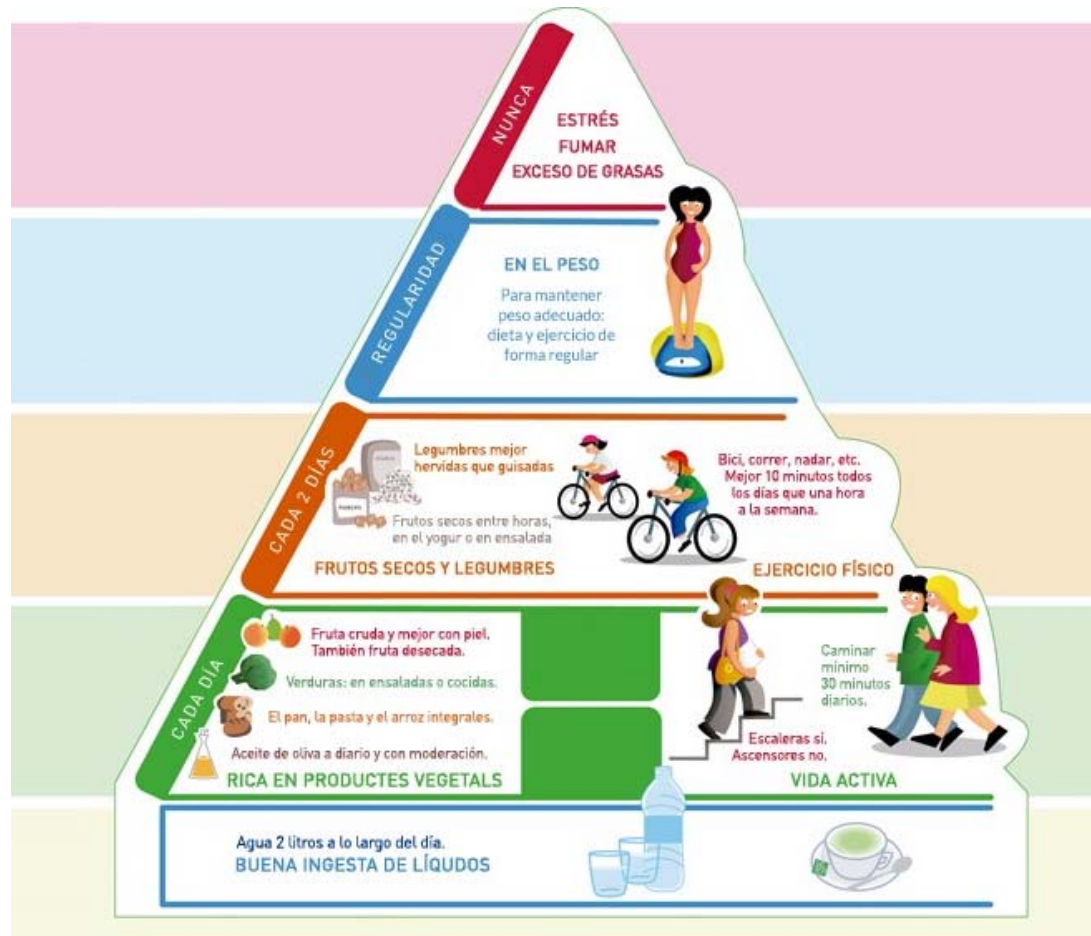 NUNCA
ESTRÉS
FUMAR
EXCESO DE GRASAS
REGULARIDAD
EN EL PESO
Para mantener
peso adecuado:
dieta y ejercicio de
forma regular
CADA 2 DÍAS
Legumbres mejor
hervidas que guisadas
Frutos secos entre horas,
en el yogur o en ensalada
FRUTOS SECOS Y LEGUMBRES
Bici, correr, nadar, etc.
Mejor 10 minutos todos
los días que una hora
a la semana.
EJERCICIO FÍSICO
CADA DÍA
Fruta cruda y mejor con piel.
También fruta desecada.
Verduras: en ensaladas o cocidas.
El pan, la pasta y el arroz integrales.
Aceite de oliva a diario y con moderación.
RICA EN PRODUCTES VEGETALS
Caminar
mínimo
30 minutos
diarios.
Escaleras si.
Ascensores no.
VIDA ACTIVA
Agua 2 litros a lo largo del día.
BUENA INGESTA DE LÍQUDOS